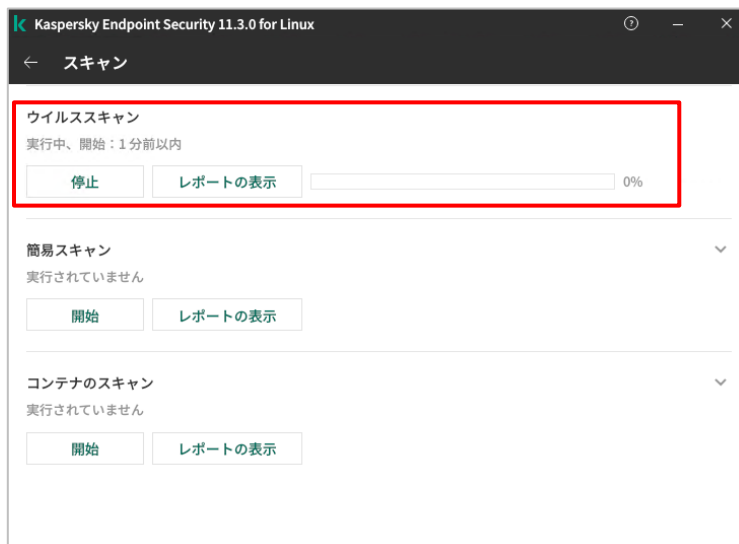 Kaspersky Endpoint Security 11.3.0 for Linux
スキャン
ウイルススキャン
実行中、開始：1 分前以内
停止 レポートの表示 0%
簡易スキャン
実行されていません
開始 レポートの表示
コンテナのスキャン
実行されていません
開始 レポートの表示